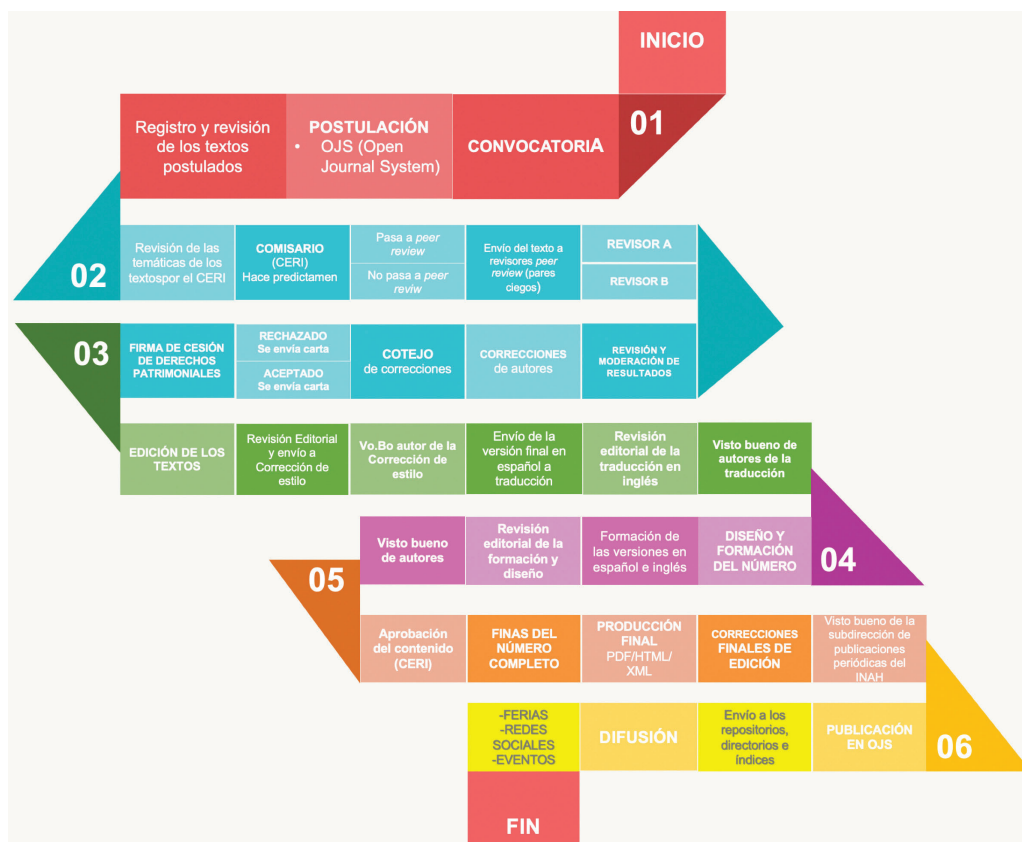 INICIO
01
Registro y revisión
de los textos
postulados
POSTULACIÓN
• OJS (Open
Journal System)
CONVOCATORIA
02
Revisión de las
temáticas de los
textospor el CERI
COMISARIO
(CERI)
Hace predictamen
Pasa a peer
review
No pasa a peer
reviw
Envío del texto a
revisores peer
review (pares
ciegos)
REVISOR A
REVISOR B
03
FIRMA DE CESIÓN
DE DERECHOS
PATRIMONIALES
RECHAZADO
Se envía carta
ACEPTADO
Se envía carta
COTEJO
de correcciones
CORRECCIONES
de autores
REVISIÓN Y
MODERACIÓN DE
RESULTADOS
EDICIÓN DE LOS
TEXTOS
Revisión Editorial
y envío a
Corrección de
estilo
Vo.Bo autor de la
Corrección de
estilo
Envío de la
versión final en
español a
traducción
Revisión
editorial de la
traducción en
inglés
Visto bueno de
autores de la
traducción
Visto bueno
de autores
Revisión
editorial de la
formación y
diseño
Formación de
las versiones en
español e inglés
DISEÑO Y
FORMACIÓN
DEL NÚMERO
04
05
Aprobación
del contenido
(CERI)
FINAS DEL
NÚMERO
COMPLETO
PRODUCCIÓN
FINAL
PDF/HTML/
XML
CORRECCIONES
FINALES DE
EDICIÓN
Visto bueno de la
subdirección de
publicaciones
periódicas del
INAH
-FERIAS
-REDES
SOCIALES
-EVENTOS
DIFUSIÓN
Envío a los
repositorios,
directorios e
índices
PUBLICACIÓN
EN OJS
06
FIN